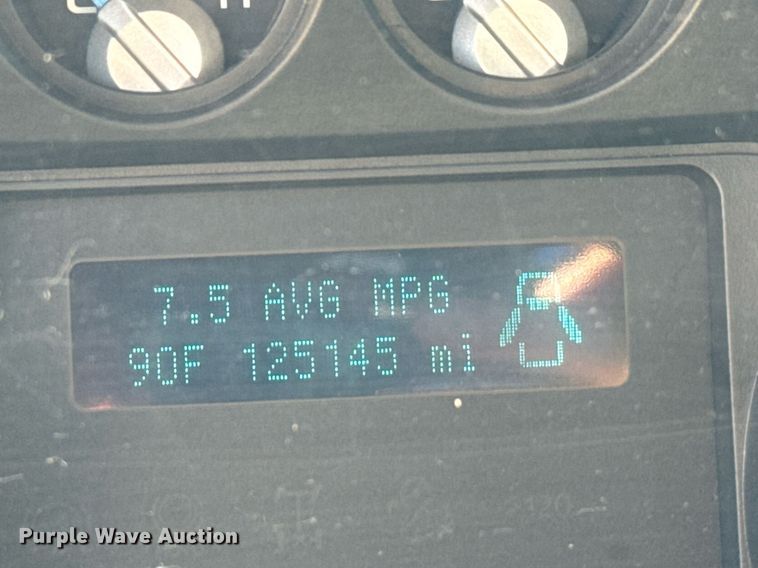 7.5 AVG MPG
90F 125145 mi
Purple Wave Auction